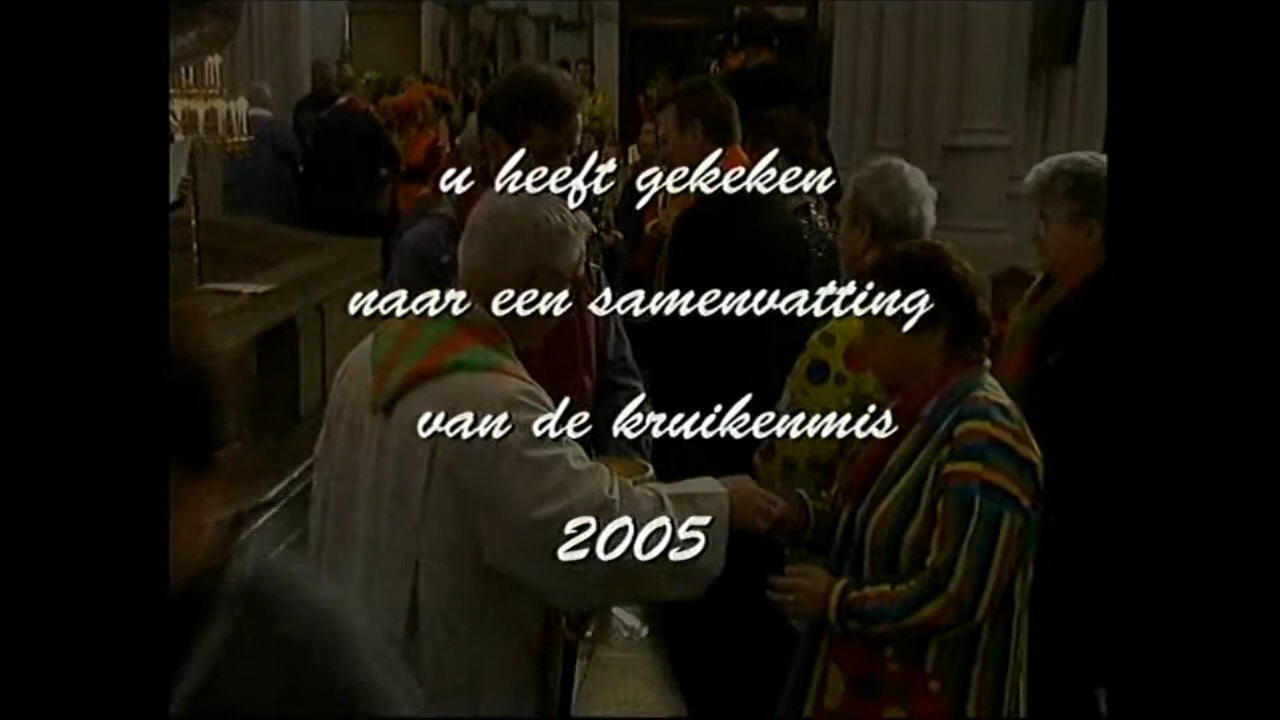 u heeft gekeken
naar een samenvatting
van de kruikenmis
2005